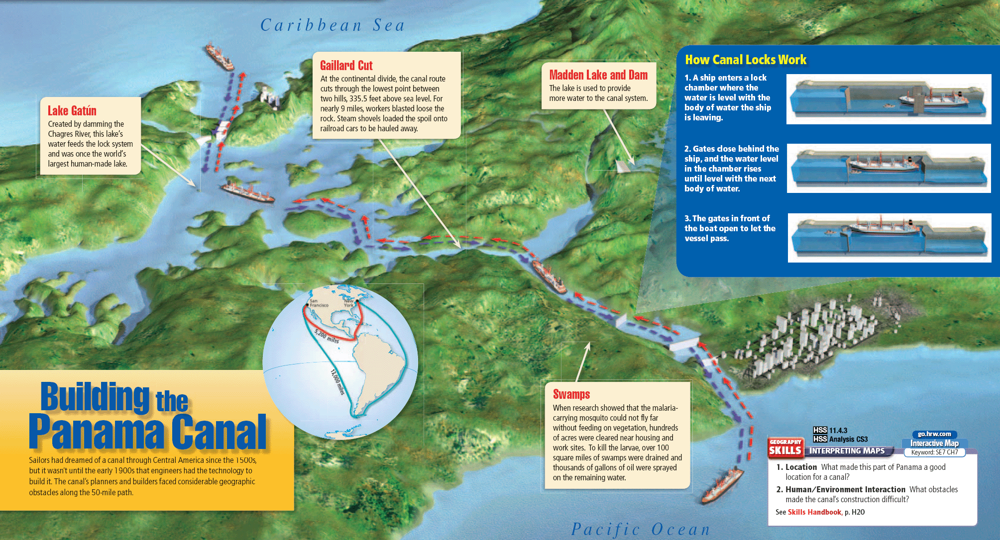 Caribbean Sea
Lake Gatún
Created by damming the
Chagres River, this lake's
water feeds the lock system
and was once the world's
largest human-made lake.
Gaillard Cut
At the continental divide, the canal route
cuts through the lowest point between
two hills, 335.5 feet above sea level. For
nearly 9 miles, workers blasted loose the
rock. Steam shovels loaded the spoil onto
railroad cars to be hauled away.
Madden Lake and Dam
The lake is used to provide
more water to the canal system.
How Canal Locks Work
1. A ship enters a lock
chamber where the
water is level with the
body of water the ship
is leaving.
2. Gates close behind the
ship, and the water level
in the chamber rises
until level with the next
body of water.
3. The gates in front of
the boat open to let the
vessel pass.
San
Francisco
New
York
5,200 miles
13,000 miles
Building the
Panama Canal
Sailors had dreamed of a canal through Central America since the 1500s,
but it wasn't until the early 1900s that engineers had the technology to
build it. The canal's planners and builders faced considerable geographic
obstacles along the 50-mile path.
Swamps
When research showed that the malaria-
carrying mosquito could not fly far
without feeding on vegetation, hundreds
of acres were cleared near housing and
work sites. To kill the larvae, over 100
square miles of swamps were drained and
thousands of gallons of oil were sprayed
on the remaining water.
HSS 11.4.3
HSS Analysis CS3
go.hrw.com
Interactive Map
Keyword: SE7 CH7
GEOGRAPHY
SKILLS INTERPRETING MAPS
1. Location What made this part of Panama a good
location for a canal?
2. Human/Environment Interaction What obstacles
made the canal's construction difficult?
See Skills Handbook, p. H20
Pacific Ocean